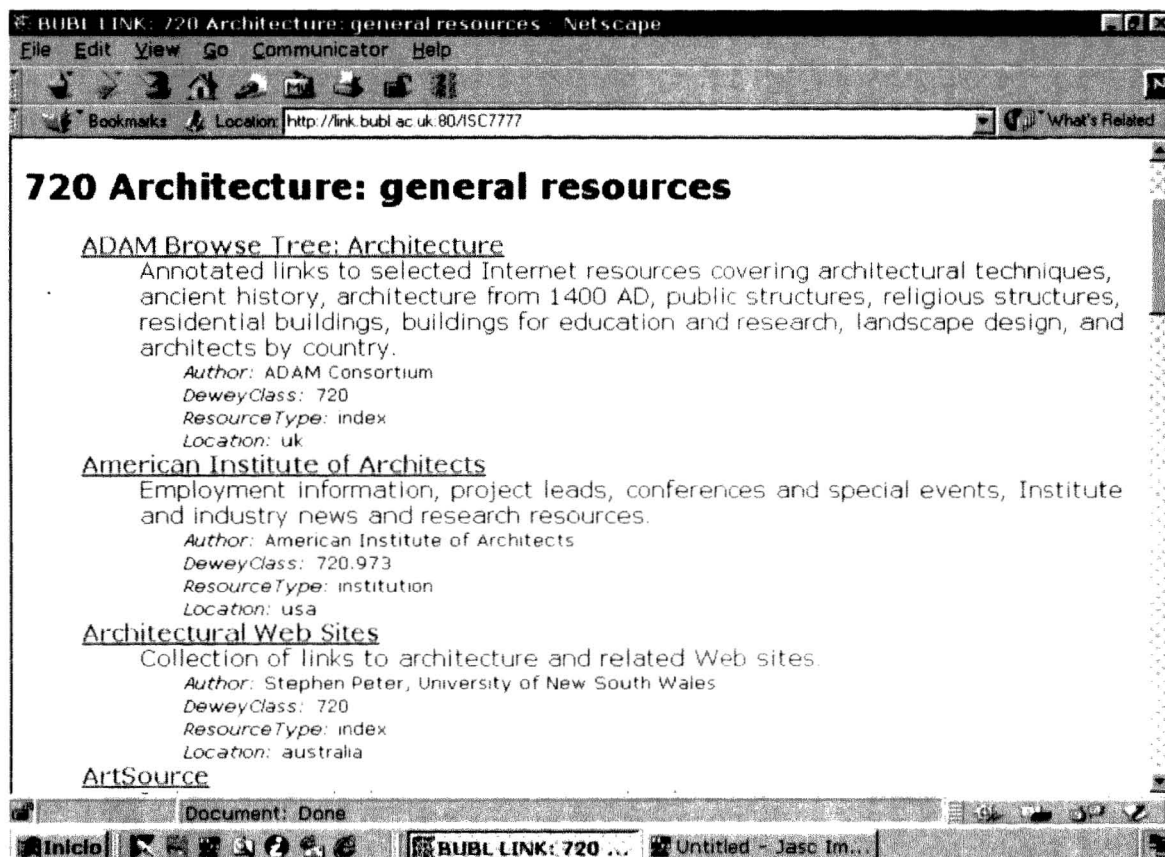 BUBL LINK: 720 Architecture: general resources - Netscape
File Edit View Go Communicator Help
Bookmarks Location: http://link.bubl.ac.uk:80/ISC7777 What's Related
720 Architecture: general resources
ADAM Browse Tree: Architecture
Annotated links to selected Internet resources covering architectural techniques,
ancient history, architecture from 1400 AD, public structures, religious structures,
residential buildings, buildings for education and research, landscape design, and
architects by country.
Author: ADAM Consortium
DeweyClass: 720
ResourceType: index
Location: uk
American Institute of Architects
Employment information, project leads, conferences and special events, Institute
and industry news and research resources.
Author: American Institute of Architects
DeweyClass: 720.973
ResourceType: institution
Location: usa
Architectural Web Sites
Collection of links to architecture and related Web sites.
Author: Stephen Peter, University of New South Wales
DeweyClass: 720
ResourceType: index
Location: australia
ArtSource
Document: Done
Inicio BUBL LINK: 720 ... Untitled - Jasc Im...